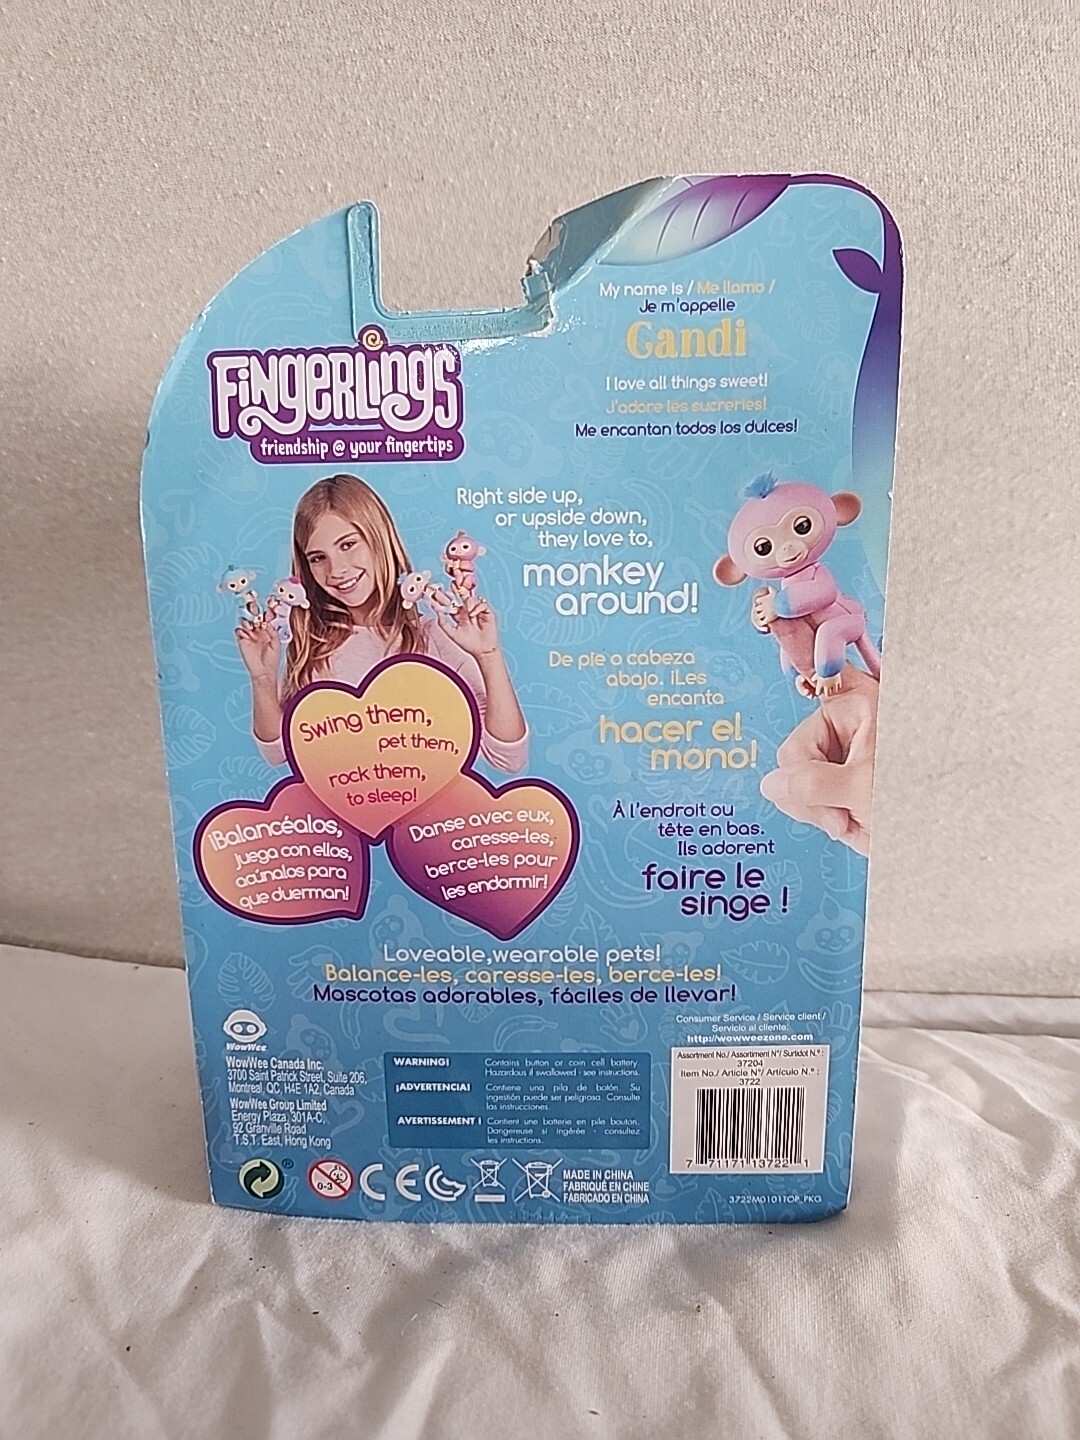 My name is / Me llamo /
Je m'appelle
Candi
I love all things sweet!
J'adore les sucreries!
Me encantan todos los dulces!
FiNGERLiNgS
friendship @ your fingertips
Right side up,
or upside down,
they love to,
monkey
around!
De pie o cabeza
abajo. ¡Les
encanta
hacer el
mono!
À l'endroit ou
tête en bas.
Ils adorent
faire le
singe !
Swing them,
pet them,
rock them,
to sleep!
¡Balancéalos,
juega con ellos,
acúnalos para
que duerman!
Danse avec eux,
caresse-les,
berce-les pour
les endormir!
Loveable,wearable pets!
Balance-les, caresse-les, berce-les!
Mascotas adorables, fáciles de llevar!
WowWee
WowWee Canada Inc.
3700 Saint Patrick Street, Suite 206,
Montreal, QC, H4E 1A2, Canada
WowWee Group Limited
Energy Plaza, 301A-C,
92 Granville Road
T.S.T. East, Hong Kong
WARNING!
Contains button or coin cell battery.
Hazardous if swallowed - see instructions.
¡ADVERTENCIA!
Contiene una pila de botón. Su
ingestión puede ser peligrosa. Consulte
las instrucciones.
AVERTISSEMENT !
Contient une batterie en pile bouton.
Dangereuse si ingérée - consultez
les instructions.
Consumer Service / Service client /
Servicio al cliente:
http://wowweezone.com
Assortment No./ Assortiment N°/ Surtidot N.° :
37204
Item No./ Article N°/ Artículo N.° :
3722
7 71171 13722 1
®
0-3
CE
MADE IN CHINA
FABRIQUÉ EN CHINE
FABRICADO EN CHINA
3722M0101TOP_PKG